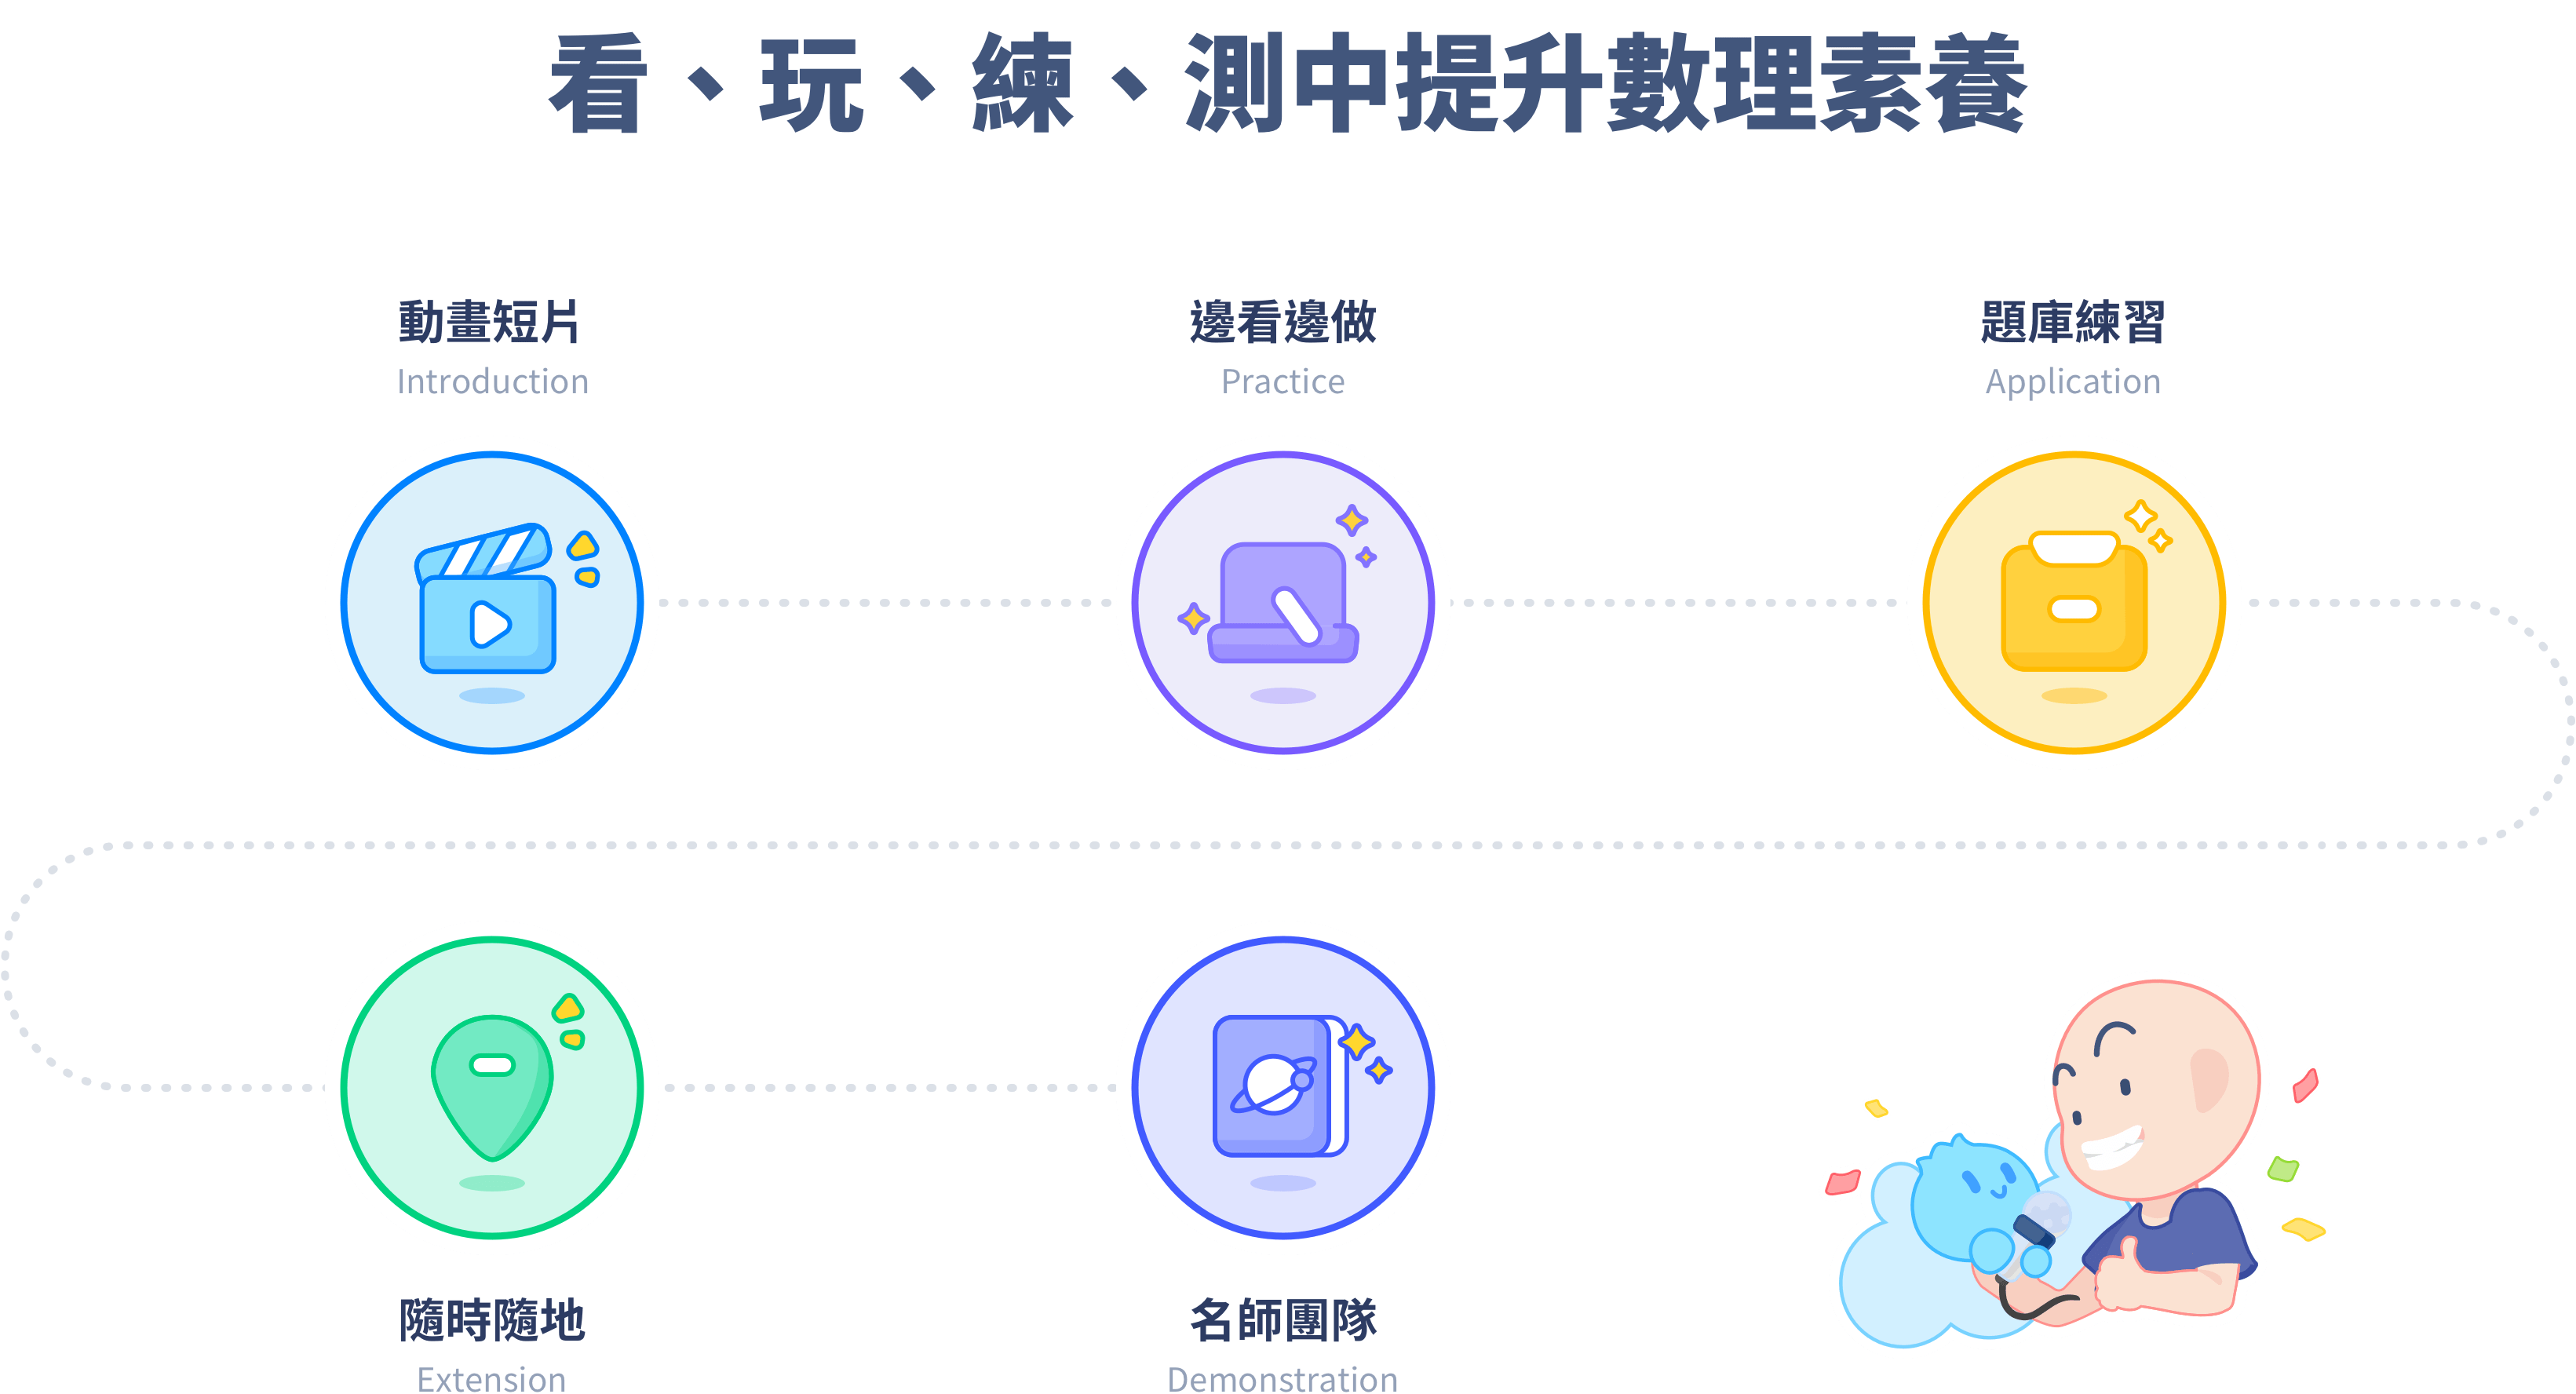 看、玩、練、測中提升數理素養
動畫短片
Introduction
邊看邊做
Practice
題庫練習
Application
隨時隨地
Extension
名師團隊
Demonstration